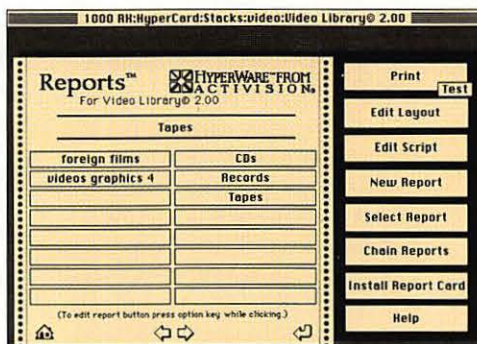 1000 RH:HyperCard:Stacks:video:Video Library© 2.00
Reports™
HYPERWARE™ FROM
ACTIVISION®
For Video Library© 2.00
Tapes
foreign films
CDs
videos graphics 4
Records
Tapes
(To edit report button press option key while clicking.)
Print
Test
Edit Layout
Edit Script
New Report
Select Report
Chain Reports
Install Report Card
Help